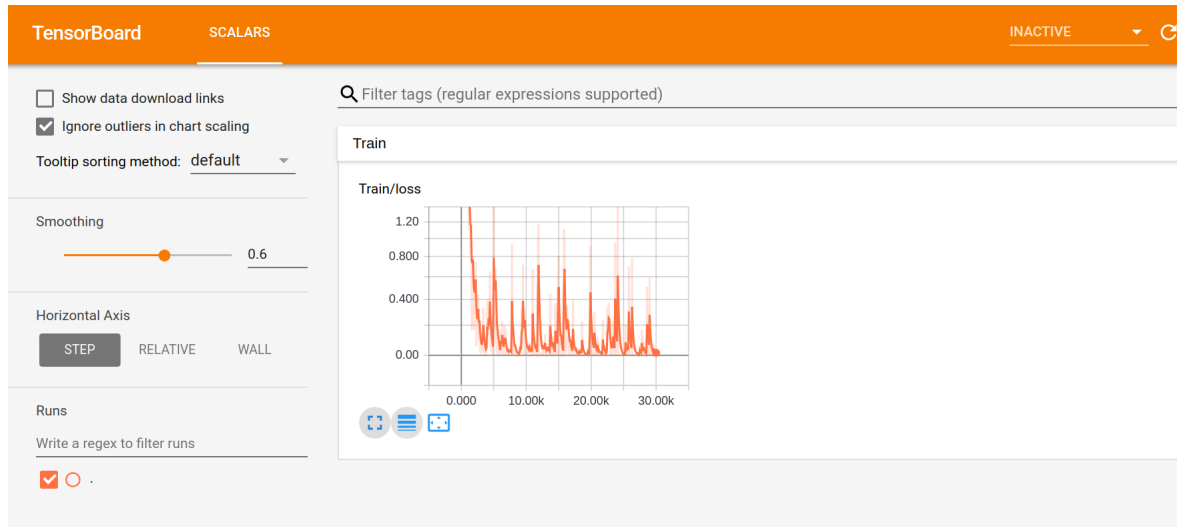 TensorBoard SCALARS INACTIVE
Show data download links
Ignore outliers in chart scaling
Tooltip sorting method: default
Smoothing
0.6
Horizontal Axis
STEP RELATIVE WALL
Runs
Write a regex to filter runs
.
Filter tags (regular expressions supported)
Train
Train/loss
1.20
0.800
0.400
0.00
0.000 10.00k 20.00k 30.00k